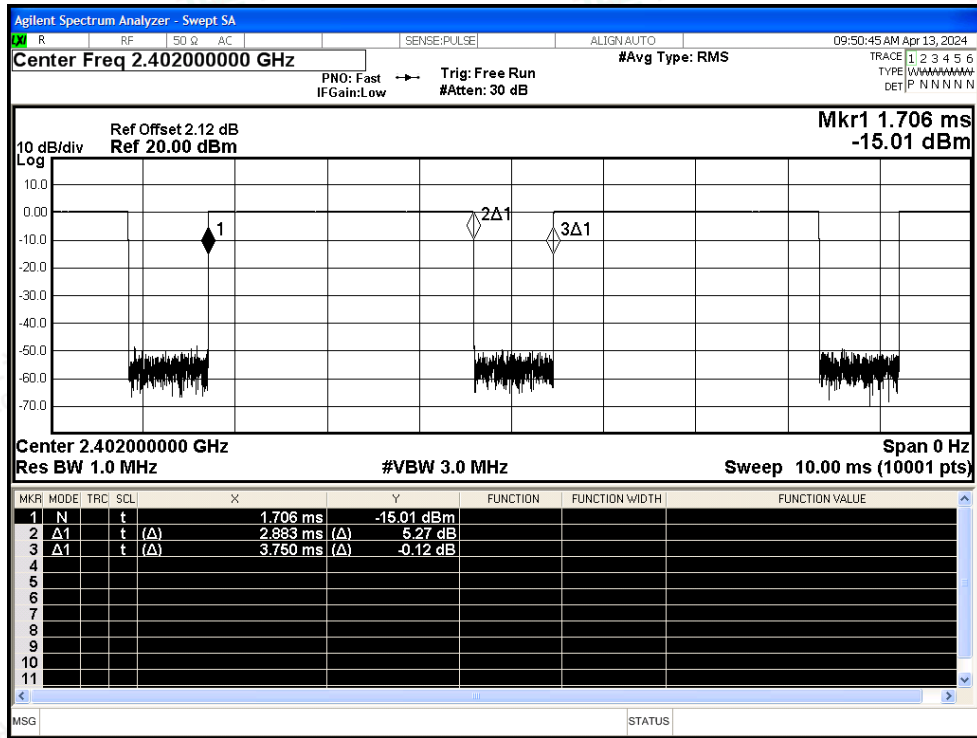 Agilent Spectrum Analyzer - Swept SA
LXI R RF 50 Ω AC SENSE:PULSE ALIGN AUTO 09:50:45 AM Apr 13, 2024
Center Freq 2.402000000 GHz
PNO: Fast
IFGain:Low
Trig: Free Run
#Atten: 30 dB
#Avg Type: RMS
TRACE 1 2 3 4 5 6
TYPE
DET P N N N N N
Mkr1 1.706 ms
-15.01 dBm
Ref Offset 2.12 dB
10 dB/div Ref 20.00 dBm
Log
10.0
0.00
-10.0
-20.0
-30.0
-40.0
-50.0
-60.0
-70.0
1
2Δ1
3Δ1
Center 2.402000000 GHz Span 0 Hz
Res BW 1.0 MHz #VBW 3.0 MHz Sweep 10.00 ms (10001 pts)
MKR MODE TRC SCL X Y FUNCTION FUNCTION WIDTH FUNCTION VALUE
1 N t 1.706 ms -15.01 dBm
2 Δ1 t (Δ) 2.883 ms (Δ) 5.27 dB
3 Δ1 t (Δ) 3.750 ms (Δ) -0.12 dB
4
5
6
7
8
9
10
11
MSG STATUS